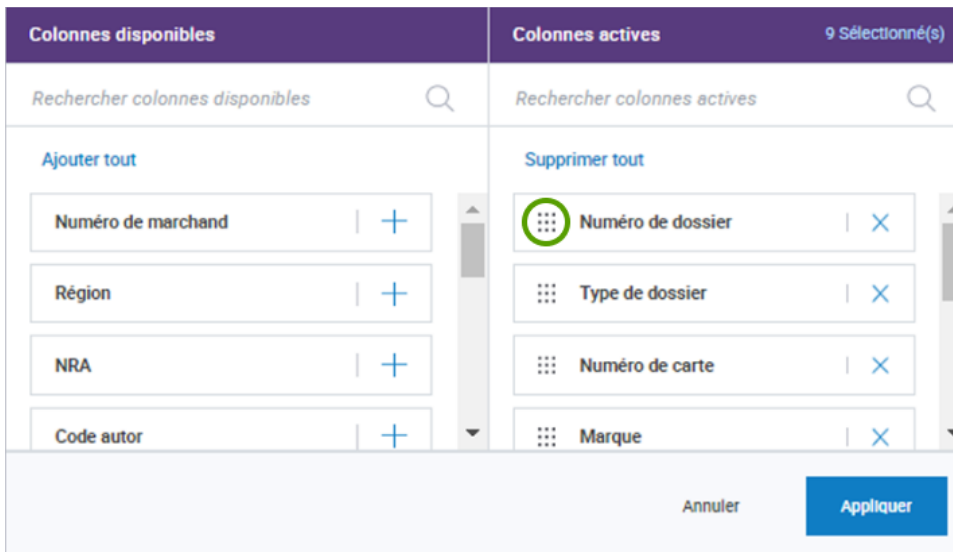 Colonnes disponibles
Rechercher colonnes disponibles
Ajouter tout
Numéro de marchand
Région
NRA
Code autor
Colonnes actives 9 Sélectionné(s)
Rechercher colonnes actives
Supprimer tout
Numéro de dossier
Type de dossier
Numéro de carte
Marque
Annuler Appliquer